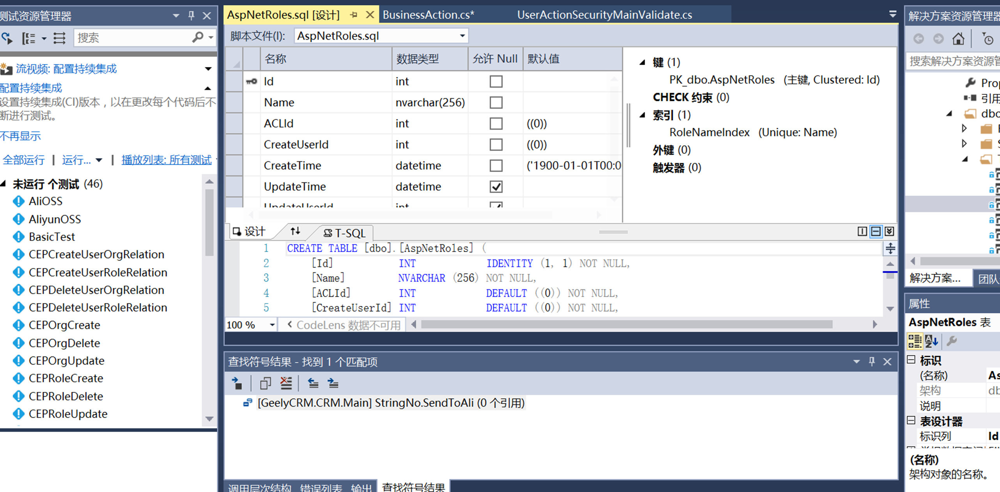 测试资源管理器
搜索
流视频: 配置持续集成
配置持续集成
设置持续集成(CI)版本，以在更改每个代码后不
断进行测试。
不再显示
全部运行 | 运行... | 播放列表: 所有测试
未运行 个测试 (46)
AliOSS
AliyunOSS
BasicTest
CEPCreateUserOrgRelation
CEPCreateUserRoleRelation
CEPDeleteUserOrgRelation
CEPDeleteUserRoleRelation
CEPOrgCreate
CEPOrgDelete
CEPOrgUpdate
CEPRoleCreate
CEPRoleDelete
CEPRoleUpdate
AspNetRoles.sql [设计] BusinessAction.cs* UserActionSecurityMainValidate.cs
脚本文件(I): AspNetRoles.sql
名称 数据类型 允许 Null 默认值
Id int
Name nvarchar(256)
ACLId int ((0))
CreateUserId int ((0))
CreateTime datetime ('1900-01-01T00:0
UpdateTime datetime
UpdateUserId int
键 (1)
PK_dbo.AspNetRoles (主键, Clustered: Id)
CHECK 约束 (0)
索引 (1)
RoleNameIndex (Unique: Name)
外键 (0)
触发器 (0)
设计 T-SQL
1 CREATE TABLE [dbo].[AspNetRoles] (
2 [Id] INT IDENTITY (1, 1) NOT NULL,
3 [Name] NVARCHAR (256) NOT NULL,
4 [ACLId] INT DEFAULT ((0)) NOT NULL,
5 [CreateUserId] INT DEFAULT ((0)) NOT NULL,
100 % CodeLens 数据不可用
查找符号结果 - 找到 1 个匹配项
[GeelyCRM.CRM.Main] StringNo.SendToAli (0 个引用)
调用层次结构 错误列表 输出 查找符号结果
解决方案资源管理器
搜索解决方案资源管
Prop
引用
dbo
解决方案... 团队
属性
AspNetRoles 表
标识
(名称) As
架构 db
说明
表设计器
标识列 Id
(名称)
架构对象的名称。